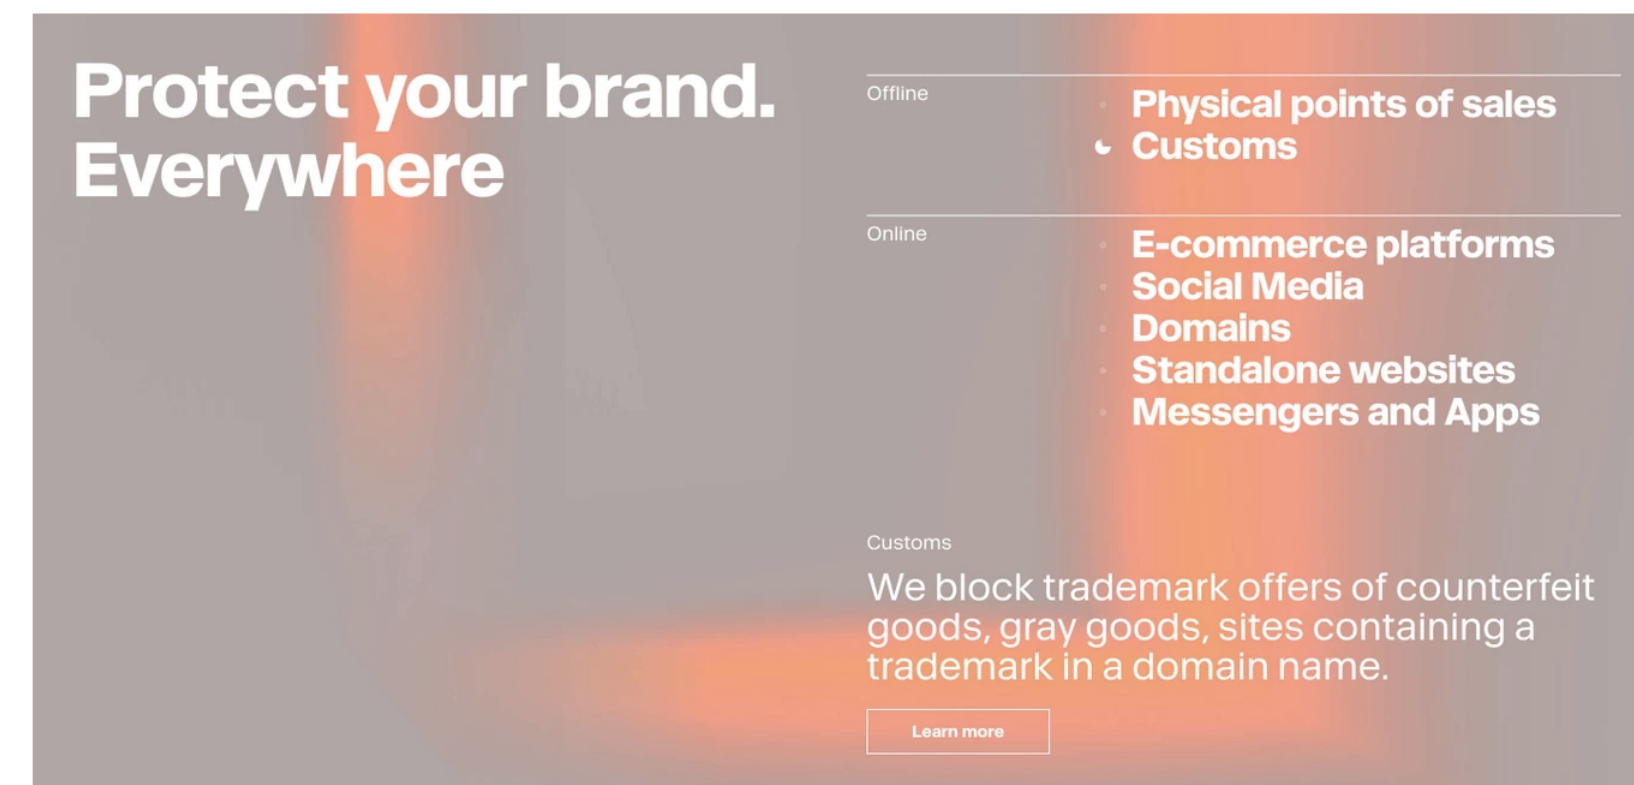 Protect your brand.
Everywhere
Offline
Physical points of sales
Customs
Online
E-commerce platforms
Social Media
Domains
Standalone websites
Messengers and Apps
Customs
We block trademark offers of counterfeit
goods, gray goods, sites containing a
trademark in a domain name.
Learn more